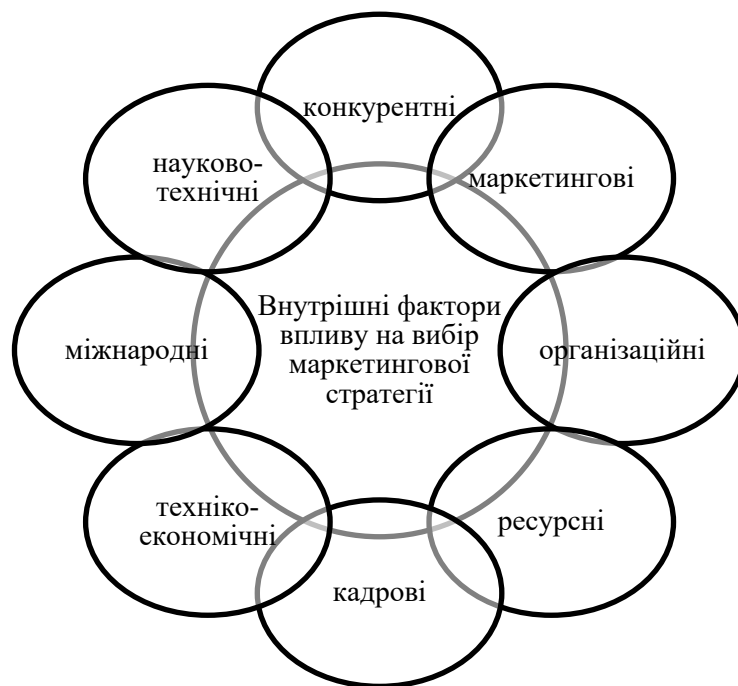 конкурентні
науково-
технічні
маркетингові
Внутрішні фактори
впливу на вибір
маркетингової
стратегії
міжнародні
організаційні
техніко-
економічні
ресурсні
кадрові